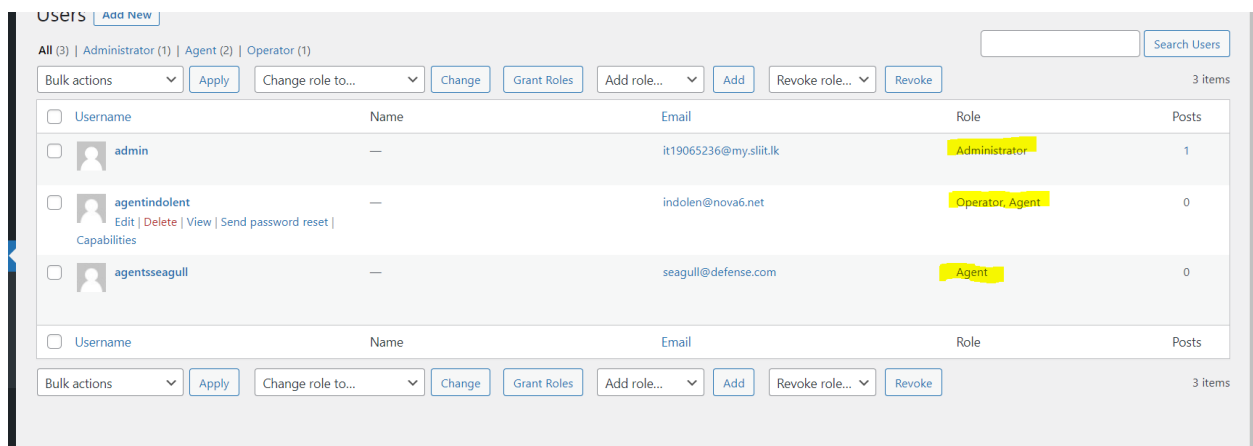 Users Add New
All (3) | Administrator (1) | Agent (2) | Operator (1)
Search Users
Bulk actions Apply Change role to... Change Grant Roles Add role... Add Revoke role... Revoke 3 items
Username Name Email Role Posts
admin — it19065236@my.sliit.lk Administrator 1
agentindolent — indolen@nova6.net Operator, Agent 0
Edit | Delete | View | Send password reset |
Capabilities
agentsseagull — seagull@defense.com Agent 0
Username Name Email Role Posts
Bulk actions Apply Change role to... Change Grant Roles Add role... Add Revoke role... Revoke 3 items